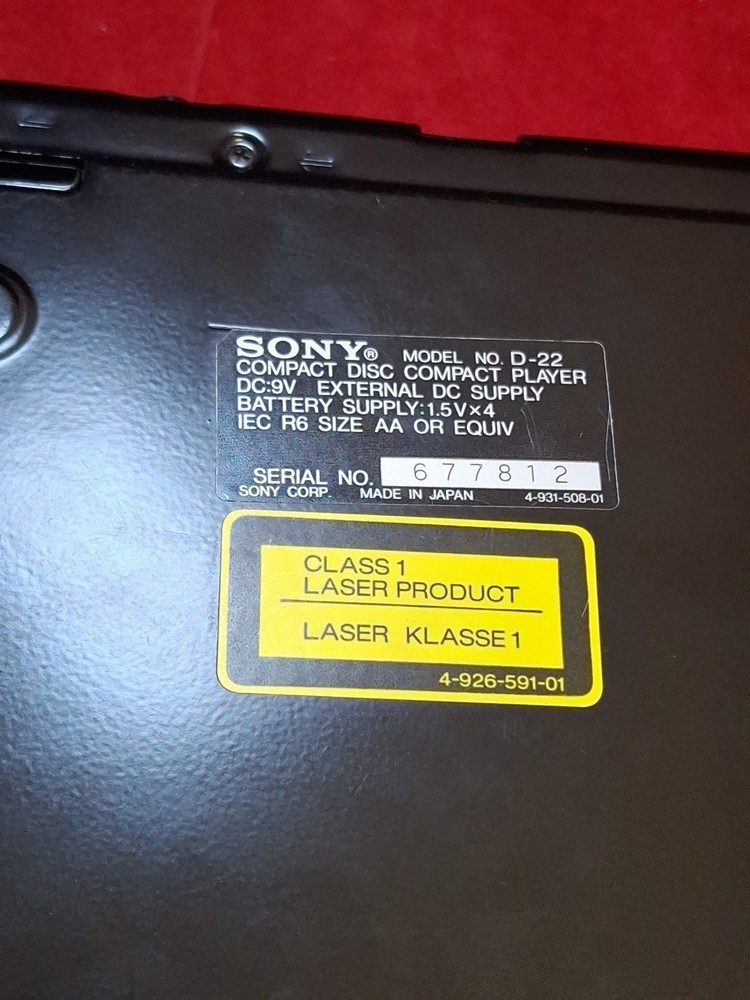 SONY® MODEL NO. D-22
COMPACT DISC COMPACT PLAYER
DC:9V EXTERNAL DC SUPPLY
BATTERY SUPPLY:1.5V×4
IEC R6 SIZE AA OR EQUIV
SERIAL NO. 677812
SONY CORP. MADE IN JAPAN 4-931-508-01
CLASS 1
LASER PRODUCT
LASER KLASSE 1
4-926-591-01